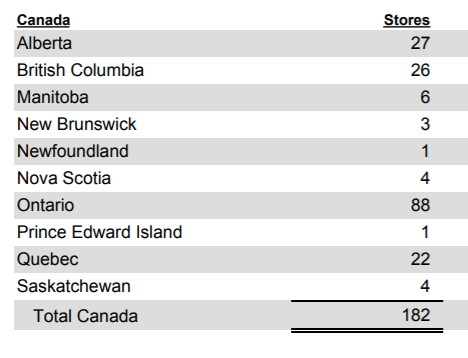 Canada Stores
Alberta 27
British Columbia 26
Manitoba 6
New Brunswick 3
Newfoundland 1
Nova Scotia 4
Ontario 88
Prince Edward Island 1
Quebec 22
Saskatchewan 4
Total Canada 182